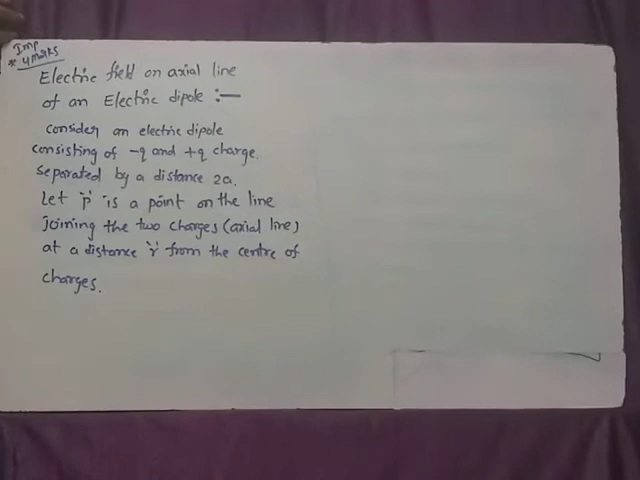 Imp
* 4 marks
Electric field on axial line
of an Electric dipole :—
consider an electric dipole
consisting of -q and +q charge.
separated by a distance 2a.
Let 'p' is a point on the line
joining the two charges (axial line)
at a distance 'r' from the centre of
charges.